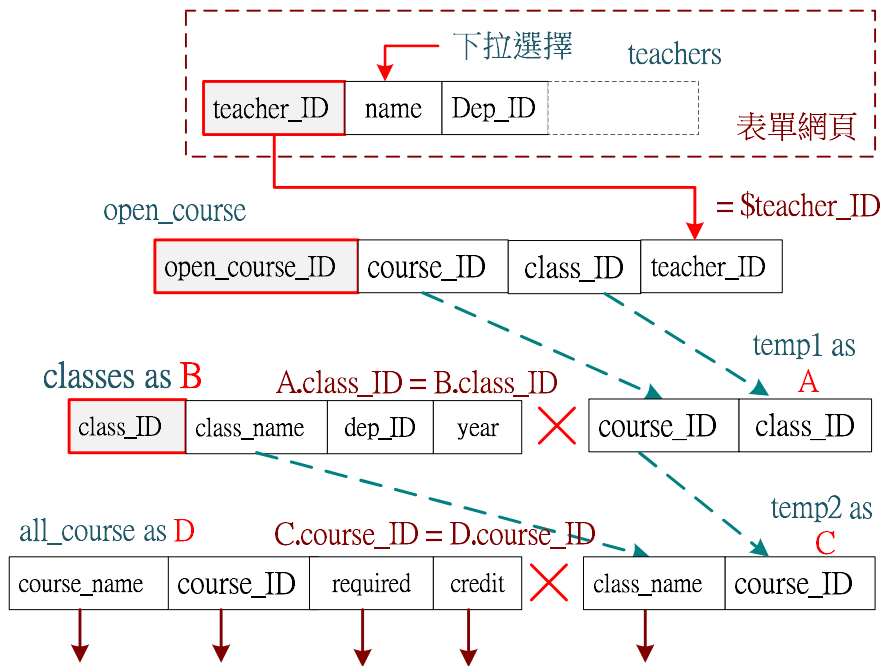 下拉選擇
teachers
teacher_ID name Dep_ID
表單網頁
= $teacher_ID
open_course
open_course_ID course_ID class_ID teacher_ID
temp1 as
A
classes as B
A.class_ID = B.class_ID
class_ID class_name dep_ID year
course_ID class_ID
temp2 as
C
all_course as D
C.course_ID = D.course_ID
course_name course_ID required credit
class_name course_ID